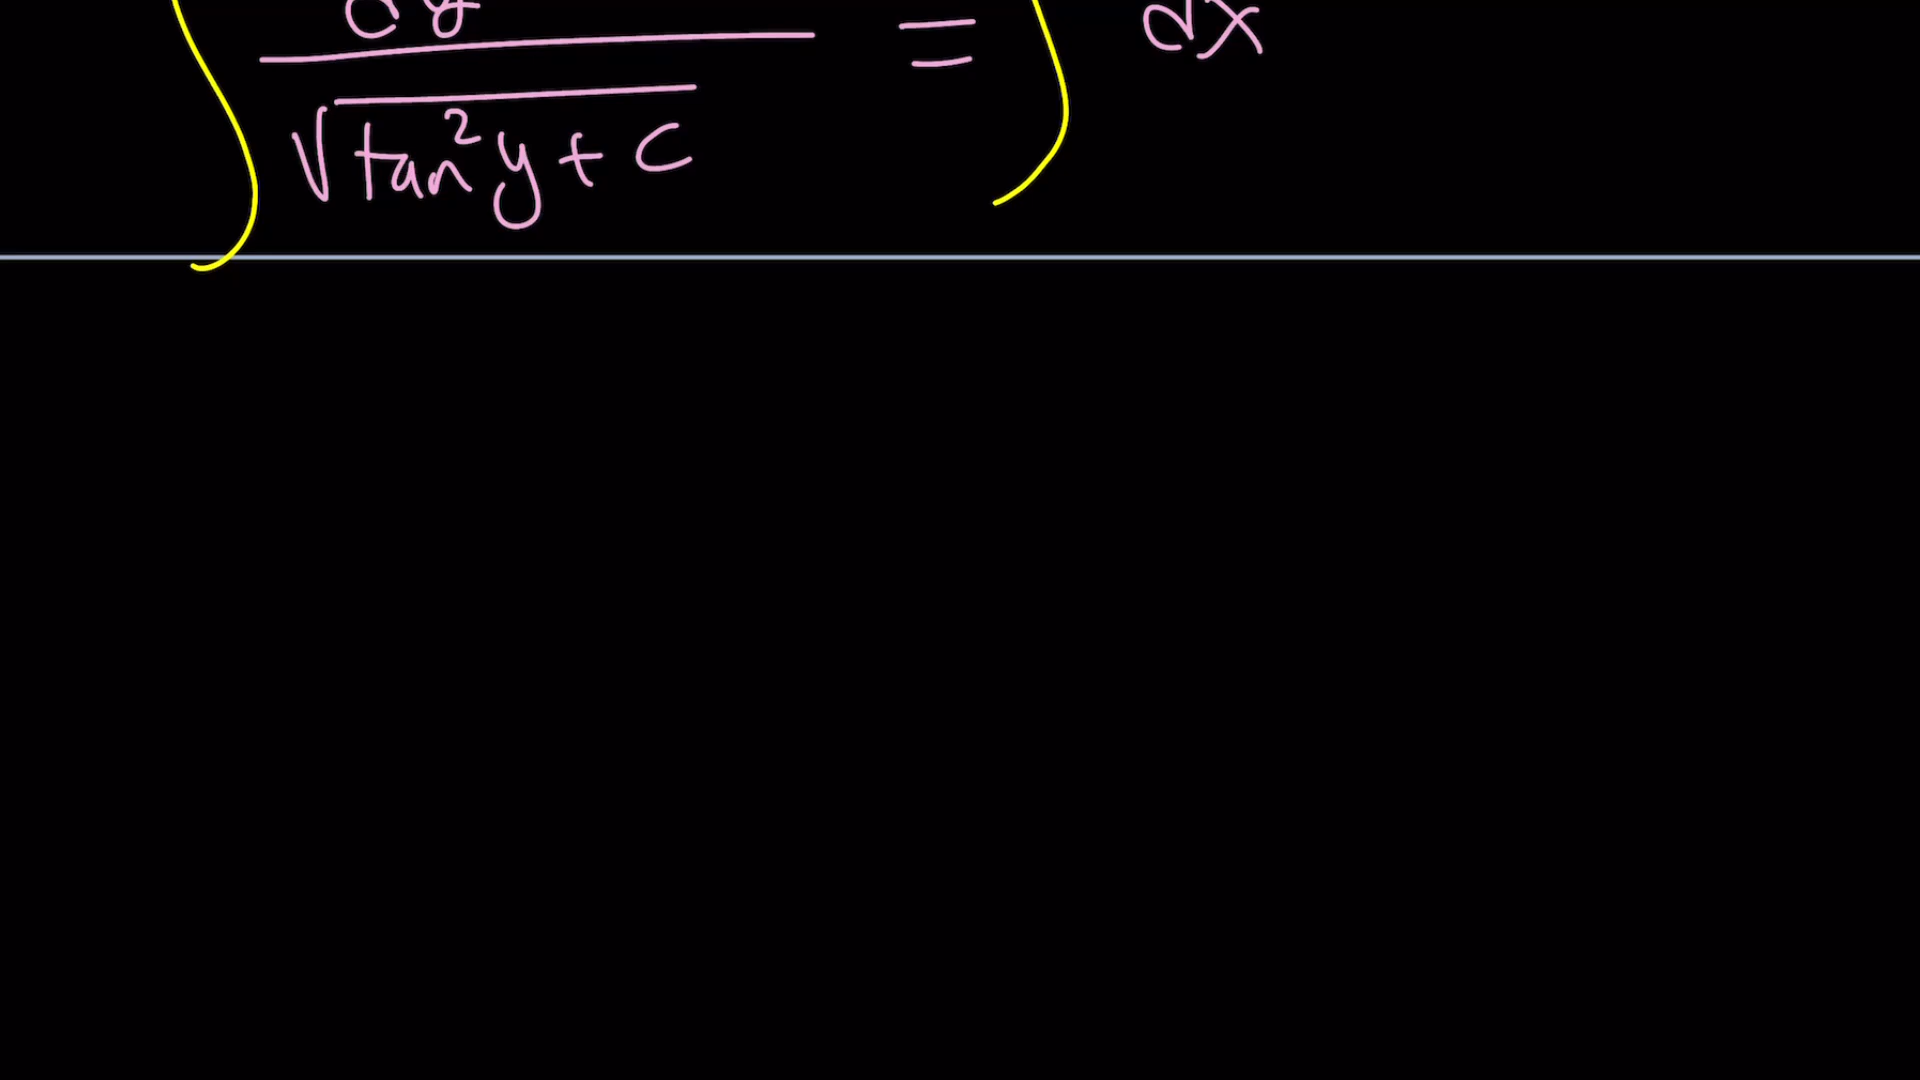 ∫ dy / √(tan²y + c) = ∫ dx